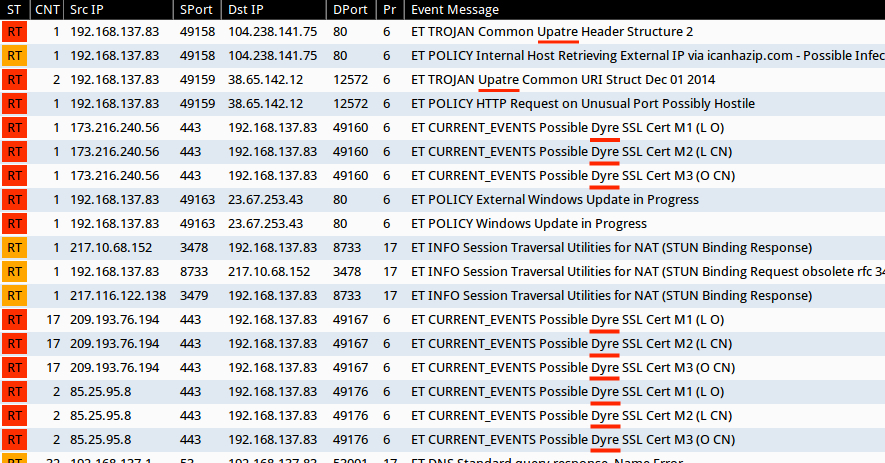 ST CNT Src IP SPort Dst IP DPort Pr Event Message
RT 1 192.168.137.83 49158 104.238.141.75 80 6 ET TROJAN Common Upatre Header Structure 2
RT 1 192.168.137.83 49158 104.238.141.75 80 6 ET POLICY Internal Host Retrieving External IP via icanhazip.com - Possible Infec
RT 2 192.168.137.83 49159 38.65.142.12 12572 6 ET TROJAN Upatre Common URI Struct Dec 01 2014
RT 1 192.168.137.83 49159 38.65.142.12 12572 6 ET POLICY HTTP Request on Unusual Port Possibly Hostile
RT 1 173.216.240.56 443 192.168.137.83 49160 6 ET CURRENT_EVENTS Possible Dyre SSL Cert M1 (L O)
RT 1 173.216.240.56 443 192.168.137.83 49160 6 ET CURRENT_EVENTS Possible Dyre SSL Cert M2 (L CN)
RT 1 173.216.240.56 443 192.168.137.83 49160 6 ET CURRENT_EVENTS Possible Dyre SSL Cert M3 (O CN)
RT 1 192.168.137.83 49163 23.67.253.43 80 6 ET POLICY External Windows Update in Progress
RT 1 192.168.137.83 49163 23.67.253.43 80 6 ET POLICY Windows Update in Progress
RT 1 217.10.68.152 3478 192.168.137.83 8733 17 ET INFO Session Traversal Utilities for NAT (STUN Binding Response)
RT 1 192.168.137.83 8733 217.10.68.152 3478 17 ET INFO Session Traversal Utilities for NAT (STUN Binding Request obsolete rfc 34
RT 1 217.116.122.138 3479 192.168.137.83 8733 17 ET INFO Session Traversal Utilities for NAT (STUN Binding Response)
RT 17 209.193.76.194 443 192.168.137.83 49167 6 ET CURRENT_EVENTS Possible Dyre SSL Cert M1 (L O)
RT 17 209.193.76.194 443 192.168.137.83 49167 6 ET CURRENT_EVENTS Possible Dyre SSL Cert M2 (L CN)
RT 17 209.193.76.194 443 192.168.137.83 49167 6 ET CURRENT_EVENTS Possible Dyre SSL Cert M3 (O CN)
RT 2 85.25.95.8 443 192.168.137.83 49176 6 ET CURRENT_EVENTS Possible Dyre SSL Cert M1 (L O)
RT 2 85.25.95.8 443 192.168.137.83 49176 6 ET CURRENT_EVENTS Possible Dyre SSL Cert M2 (L CN)
RT 2 85.25.95.8 443 192.168.137.83 49176 6 ET CURRENT_EVENTS Possible Dyre SSL Cert M3 (O CN)
RT 192.168.137.1 53 192.168.137.83 17 ET DNS Standard query response, Name Error